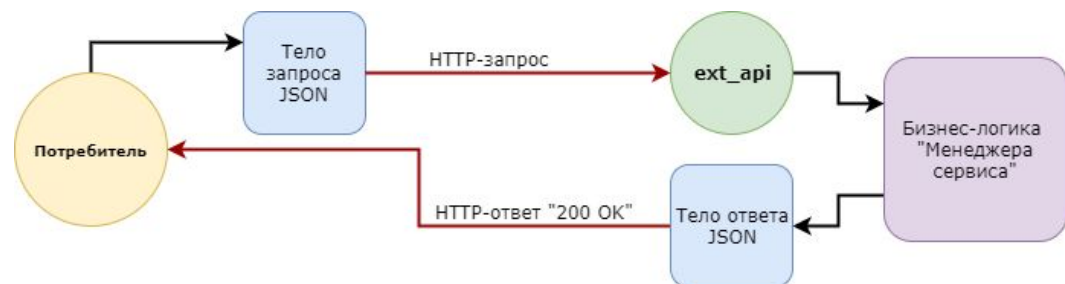 Тело
запроса
JSON
HTTP-запрос
ext_api
Бизнес-логика
"Менеджера
сервиса"
Потребитель
HTTP-ответ "200 OK"
Тело ответа
JSON